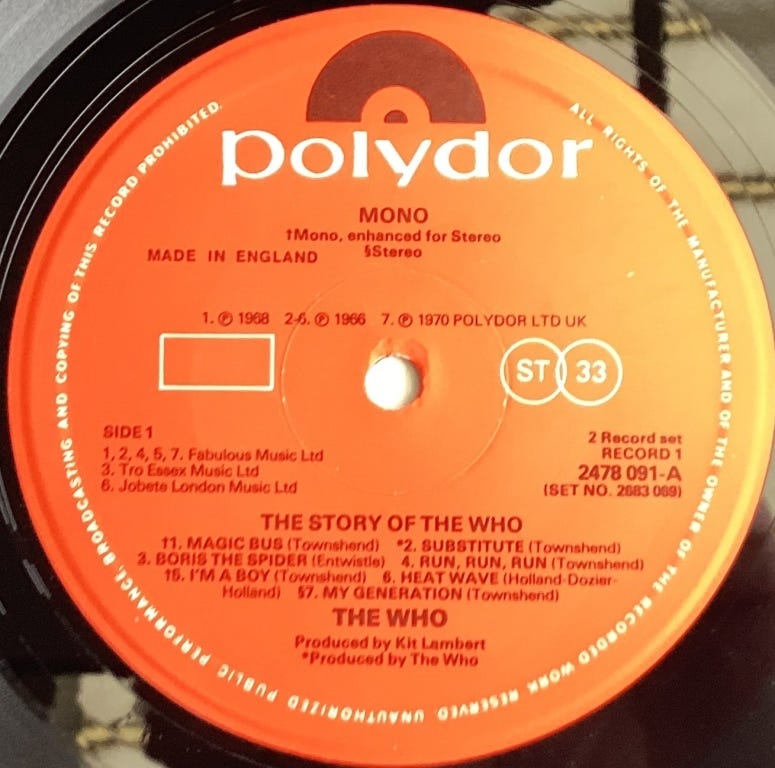 polydor
MONO
†Mono, enhanced for Stereo
MADE IN ENGLAND §Stereo
1. ℗ 1968 2-6. ℗ 1966 7. ℗ 1970 POLYDOR LTD UK
ST 33
SIDE 1
1, 2, 4, 5, 7. Fabulous Music Ltd
3. Tro Essex Music Ltd
6. Jobete London Music Ltd
2 Record set
RECORD 1
2478 091-A
(SET NO. 2683 069)
THE STORY OF THE WHO
†1. MAGIC BUS (Townshend) *2. SUBSTITUTE (Townshend)
3. BORIS THE SPIDER (Entwistle) 4. RUN, RUN, RUN (Townshend)
†5. I'M A BOY (Townshend) 6. HEAT WAVE (Holland-Dozier-
Holland) §7. MY GENERATION (Townshend)
THE WHO
Produced by Kit Lambert
*Produced by The Who
ALL RIGHTS OF THE MANUFACTURER AND OF THE OWNER OF THE RECORDED WORK RESERVED. UNAUTHORIZED PUBLIC PERFORMANCE, BROADCASTING AND COPYING OF THIS RECORD PROHIBITED.